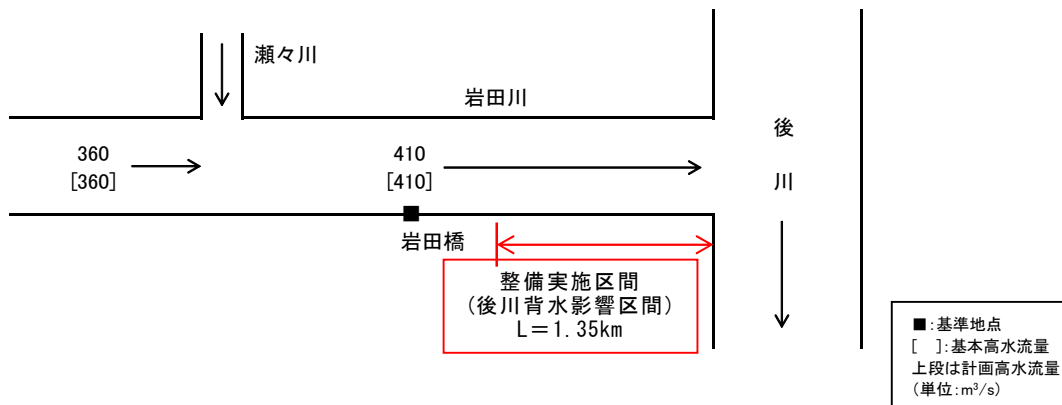 瀬々川
岩田川
後
川
360
[360]
410
[410]
岩田橋
整備実施区間
(後川背水影響区間)
L=1.35km
■:基準地点
[ ]:基本高水流量
上段は計画高水流量
(単位:m³/s)